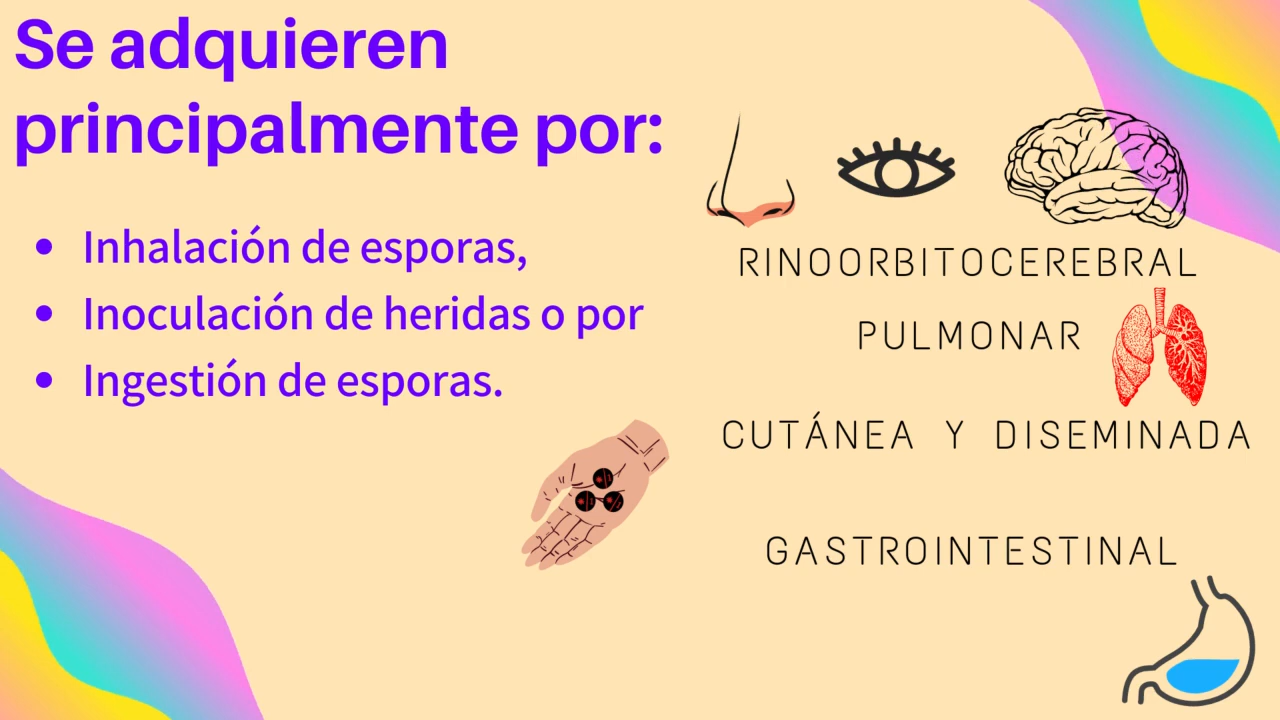 Se adquieren
principalmente por:
• Inhalación de esporas,
• Inoculación de heridas o por
• Ingestión de esporas.
RINOORBITOCEREBRAL
PULMONAR
CUTÁNEA Y DISEMINADA
GASTROINTESTINAL